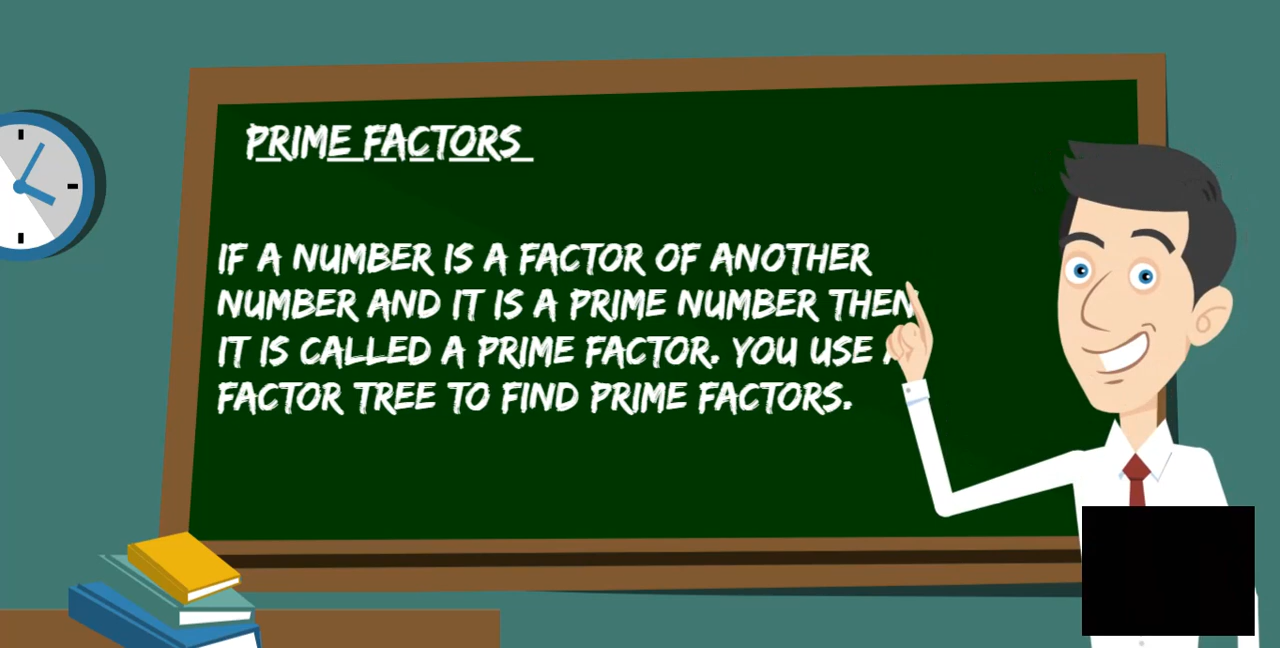 PRIME FACTORS
IF A NUMBER IS A FACTOR OF ANOTHER
NUMBER AND IT IS A PRIME NUMBER THEN
IT IS CALLED A PRIME FACTOR. YOU USE A
FACTOR TREE TO FIND PRIME FACTORS.